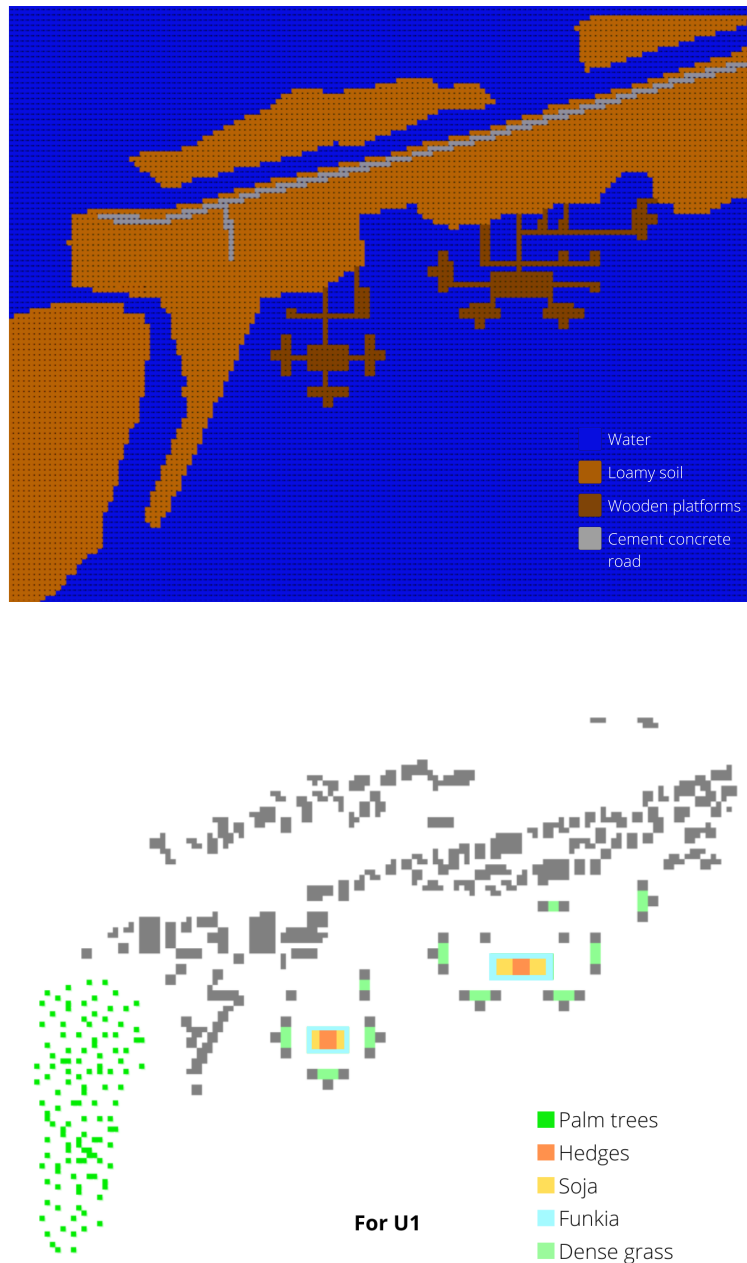 Water
Loamy soil
Wooden platforms
Cement concrete
road
Palm trees
Hedges
Soja
For U1
Funkia
Dense grass